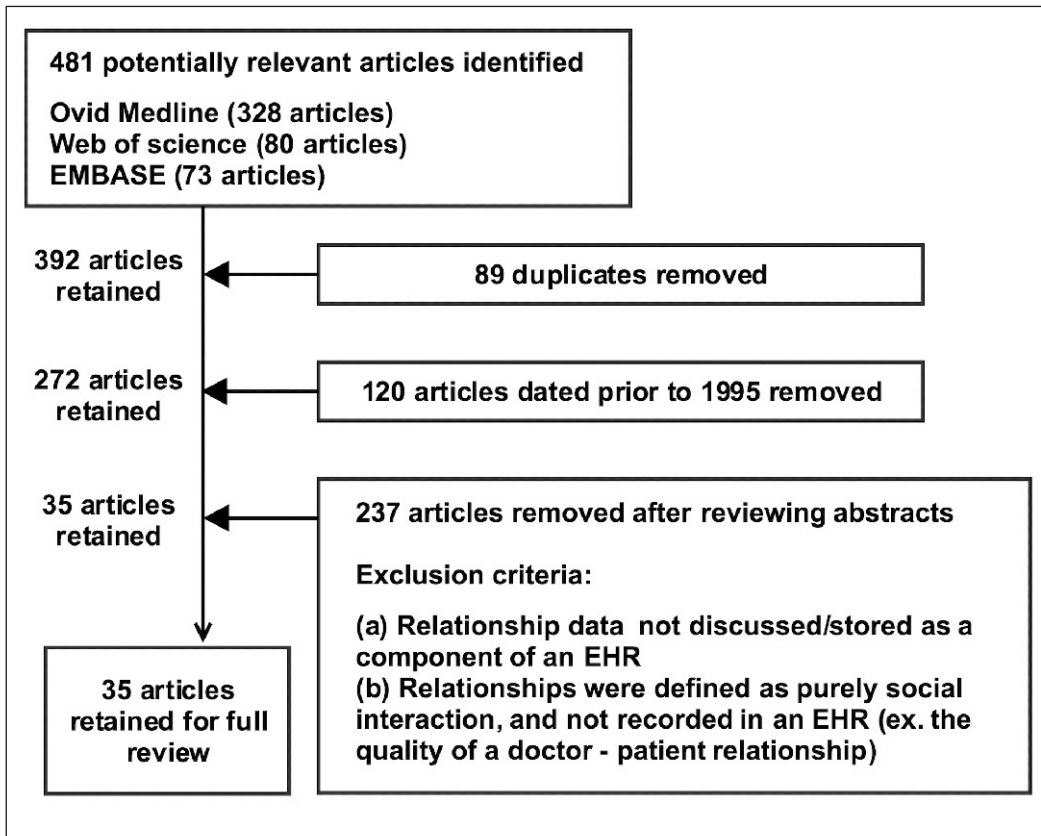 481 potentially relevant articles identified
Ovid Medline (328 articles)
Web of science (80 articles)
EMBASE (73 articles)
392 articles
retained
89 duplicates removed
272 articles
retained
120 articles dated prior to 1995 removed
35 articles
retained
237 articles removed after reviewing abstracts
Exclusion criteria:
(a) Relationship data not discussed/stored as a
component of an EHR
(b) Relationships were defined as purely social
interaction, and not recorded in an EHR (ex. the
quality of a doctor - patient relationship)
35 articles
retained for full
review